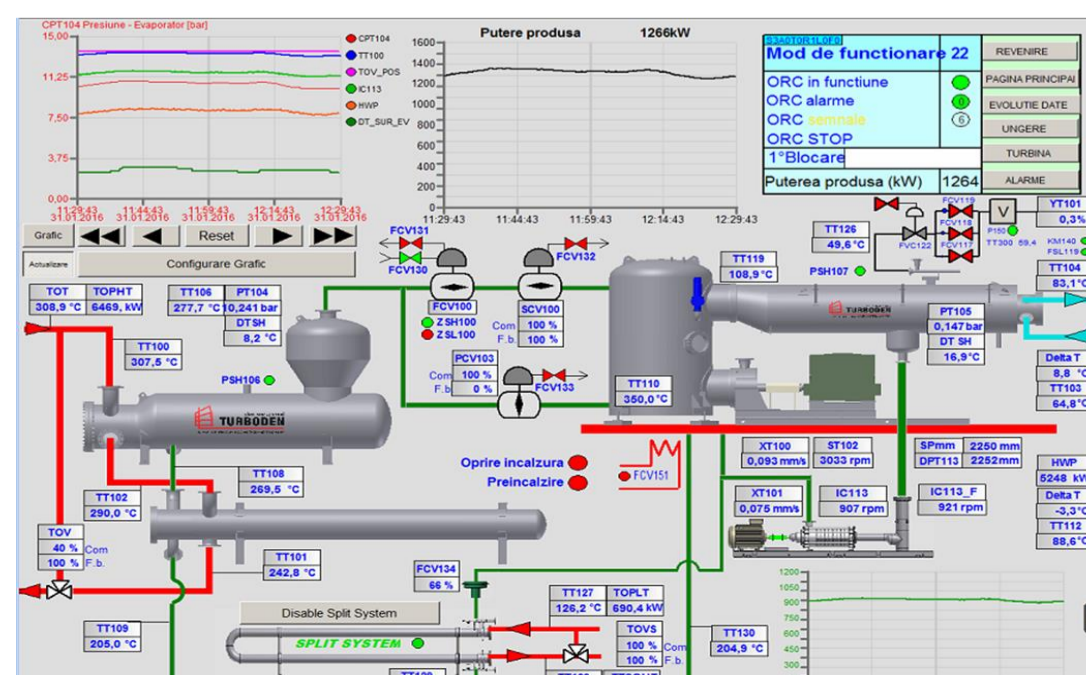 CPT104 Presiune - Evaporator [bar]
15,00
11,25
7,50
3,75
0,00
11:29:43
31.01.2016
11:44:43
31.01.2016
11:59:43
31.01.2016
12:14:43
31.01.2016
12:29:43
31.01.2016
CPT104
TT100
TOV_POS
IC113
HWP
DT_SUR_EV
Putere produsa 1266kW
1600
1400
1200
1000
800
600
400
200
0
11:29:43 11:44:43 11:59:43 12:14:43 12:29:43
S3A0T0R1L0F0
Mod de functionare 22
ORC in functiune
ORC alarme 0
ORC semnale 6
ORC STOP
1°Blocare
Puterea produsa (kW) 1264
REVENIRE
PAGINA PRINCIPAI
EVOLUTIE DATE
UNGERE
TURBINA
ALARME
Grafic
Reset
Actualizare
Configurare Grafic
FCV131
FCV130
FCV132
FCV100
ZSH100
ZSL100
SCV100
Com 100 %
F.b. 100 %
PCV103
Com 100 %
F.b 0 %
FCV133
TT126
49,6°C
FVC122
FCV119
FCV118
FCV117
V
P150
TT300 59,4
YT101
0,3%
KM140
FSL119
PSH107
TT104
83,1°C
TT119
108,9°C
TURBODEN
PT105
0,147 bar
DT SH
16,9°C
Delta T
8,8 °C
TT103
64,8°C
TT110
350,0 °C
TOT
308,9 °C
TOPHT
6469, kW
TT106
277,7 °C
PT104
10,241 bar
DTSH
8,2 °C
TT100
307,5 °C
PSH106
TURBODEN
TT108
269,5 °C
TT102
290,0 °C
TOV
40 % Com
100 % F.b.
TT101
242,8 °C
TT109
205,0 °C
Oprire incalzura
Preincalzire
FCV151
XT100
0,093 mm/s
ST102
3033 rpm
SPmm 2250 mm
DPT113 2252mm
HWP
5248 kW
Delta T
-3,3°C
TT112
88,6°C
XT101
0,075 mm/s
IC113
907 rpm
IC113_F
921 rpm
FCV134
66 %
Disable Split System
SPLIT SYSTEM
TT127
126,2 °C
TOPLT
690,4 kW
TOVS
100 % Com
100 % F.b.
TT130
204,9 °C
1200
1050
900
750
600
450
300